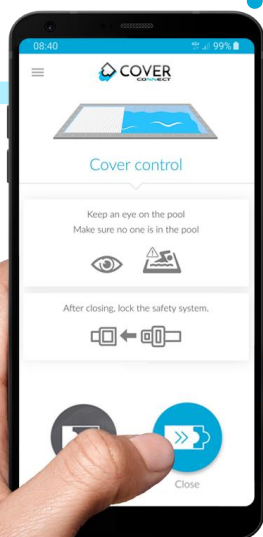 08:40
99%
COVER
CONNECT
Cover control
Keep an eye on the pool
Make sure no one is in the pool
After closing, lock the safety system.
Close